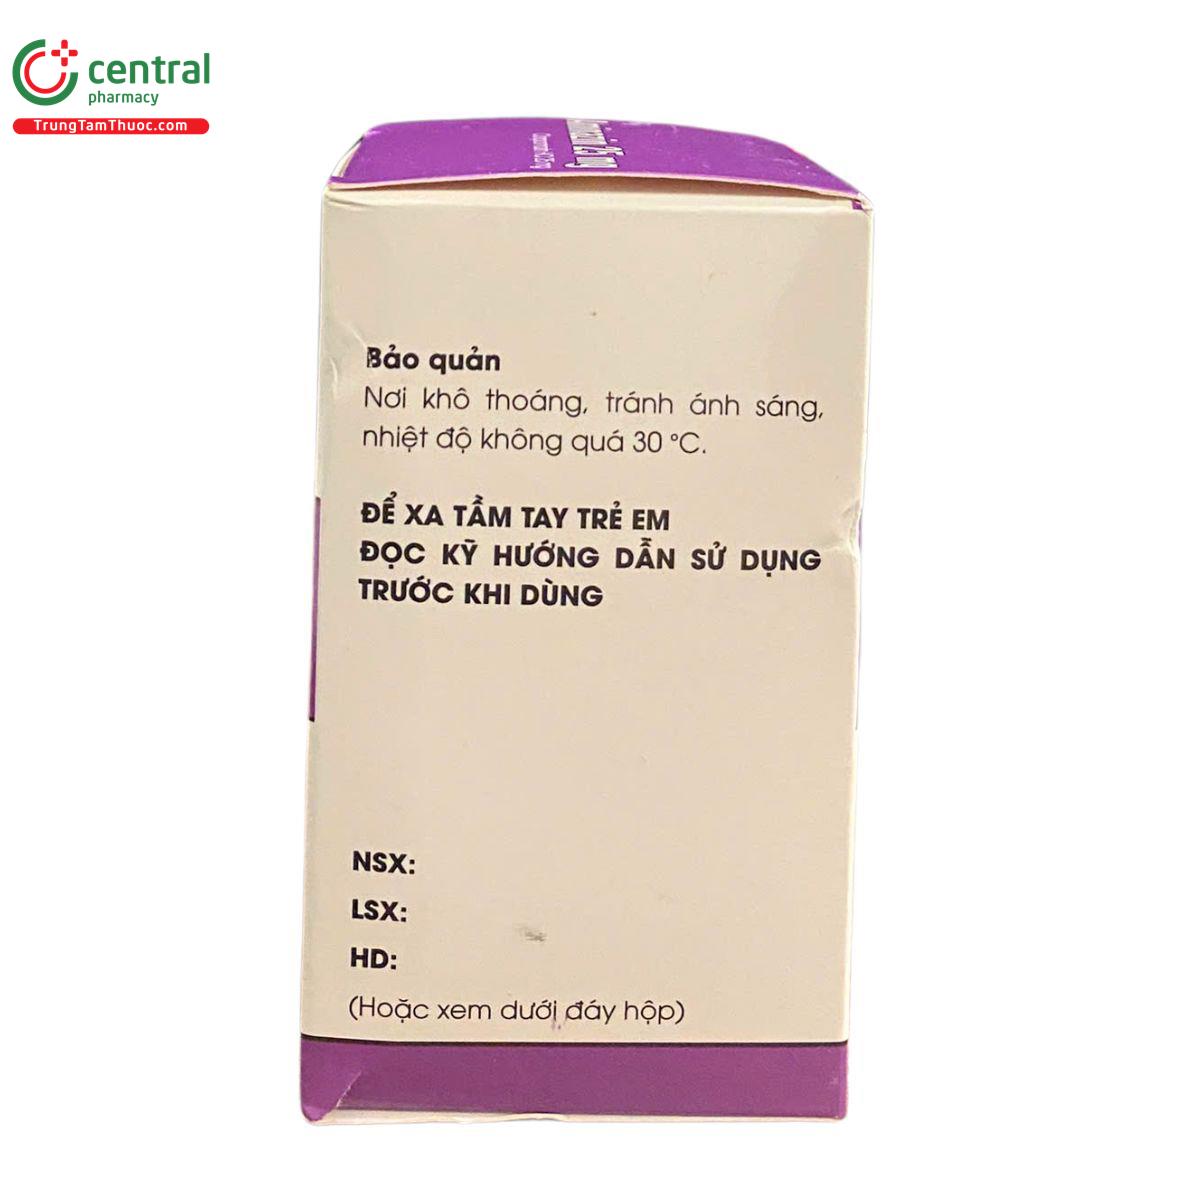 central
pharmacy
TrungTamThuoc.com
Bảo quản
Nơi khô thoáng, tránh ánh sáng,
nhiệt độ không quá 30 °C.
ĐỂ XA TẦM TAY TRẺ EM
ĐỌC KỸ HƯỚNG DẪN SỬ DỤNG
TRƯỚC KHI DÙNG
NSX:
LSX:
HD:
(Hoặc xem dưới đáy hộp)